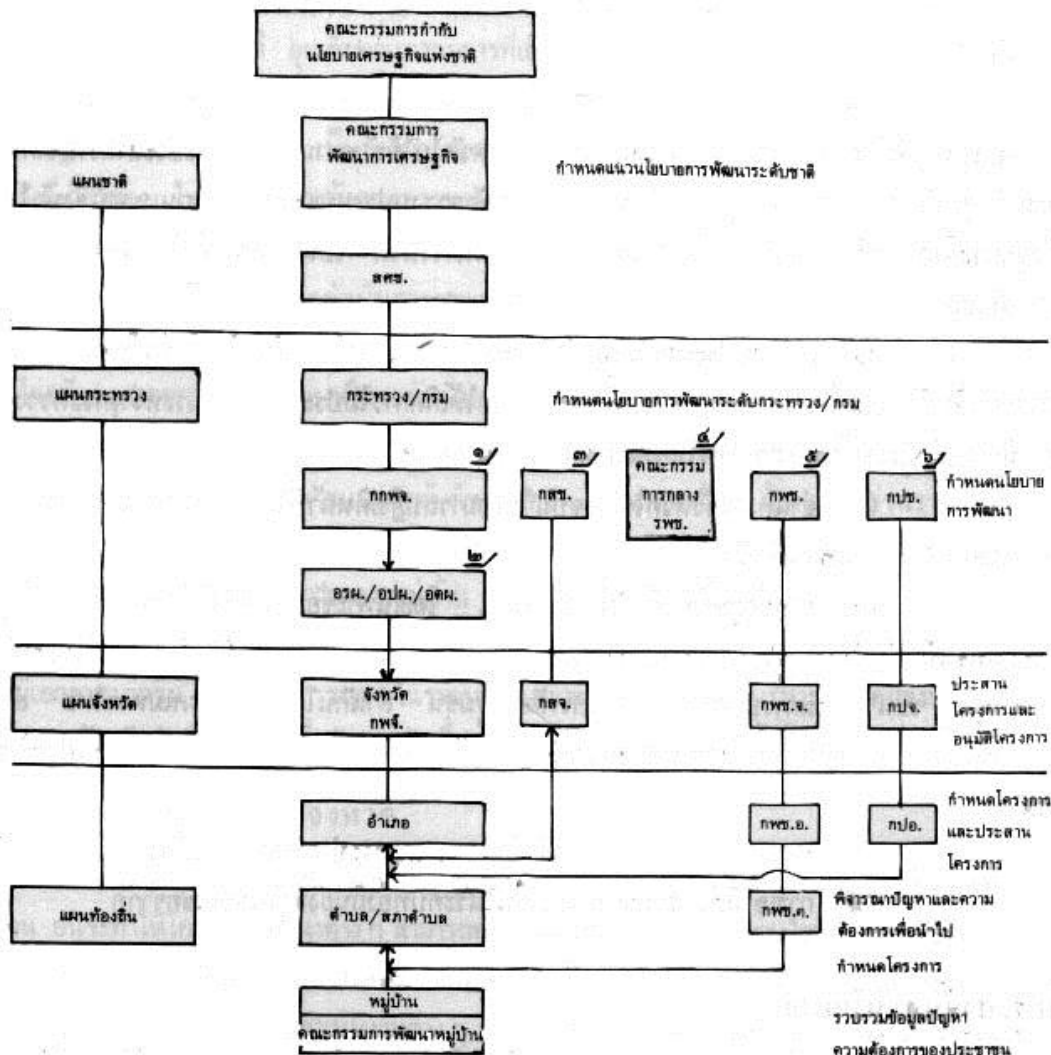 คณะกรรมการกำกับ
นโยบายเศรษฐกิจแห่งชาติ
คณะกรรมการ
พัฒนาการเศรษฐกิจ
แผนชาติ
กำหนดแนวนโยบายการพัฒนาระดับชาติ
สศช.
แผนกระทรวง
กระทรวง/กรม
กำหนดนโยบายการพัฒนาระดับกระทรวง/กรม
๑
๓
๔
๕
๖
กกพจ.
กสช.
คณะกรรม
การกลาง
รพช.
กพช.
กปช.
กำหนดนโยบาย
การพัฒนา
๒
อรผ./อปผ./อตผ.
แผนจังหวัด
จังหวัด
กพจ.
กสจ.
กพช.จ.
กปจ.
ประสาน
โครงการและ
อนุมัติโครงการ
อำเภอ
กพช.อ.
กปอ.
กำหนดโครงการ
และประสาน
โครงการ
แผนท้องถิ่น
ตำบล/สภาตำบล
กพช.ต.
พิจารณาปัญหาและความ
ต้องการเพื่อนำไป
กำหนดโครงการ
หมู่บ้าน
คณะกรรมการพัฒนาหมู่บ้าน
รวบรวมข้อมูลปัญหา
ความต้องการของประชาชน